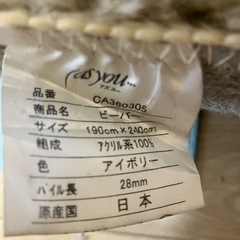 as you...
アズユー
品番 CA360305
商品名 ビーバー
サイズ 190cm×240cm
組成 アクリル系100%
色 アイボリー
パイル長 28mm
原産国 日本